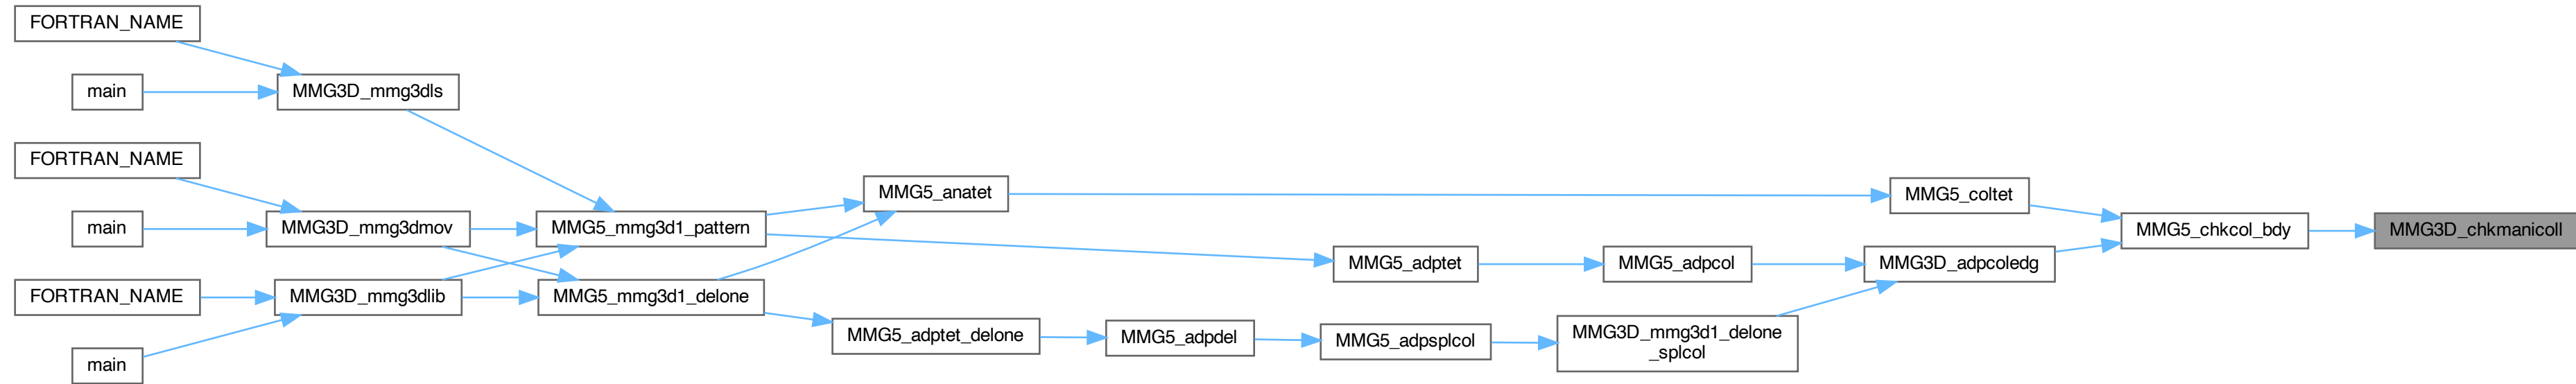 FORTRAN_NAME
main
MMG3D_mmg3dls
FORTRAN_NAME
main
MMG3D_mmg3dmov
FORTRAN_NAME
MMG3D_mmg3dlib
main
MMG5_mmg3d1_pattern
MMG5_mmg3d1_delone
MMG5_anatet
MMG5_adptet_delone
MMG5_adpdel
MMG5_adptet
MMG5_adpsplcol
MMG5_adpcol
MMG3D_mmg3d1_delone
_splcol
MMG5_coltet
MMG3D_adpcoledg
MMG5_chkcol_bdy
MMG3D_chkmanicoll